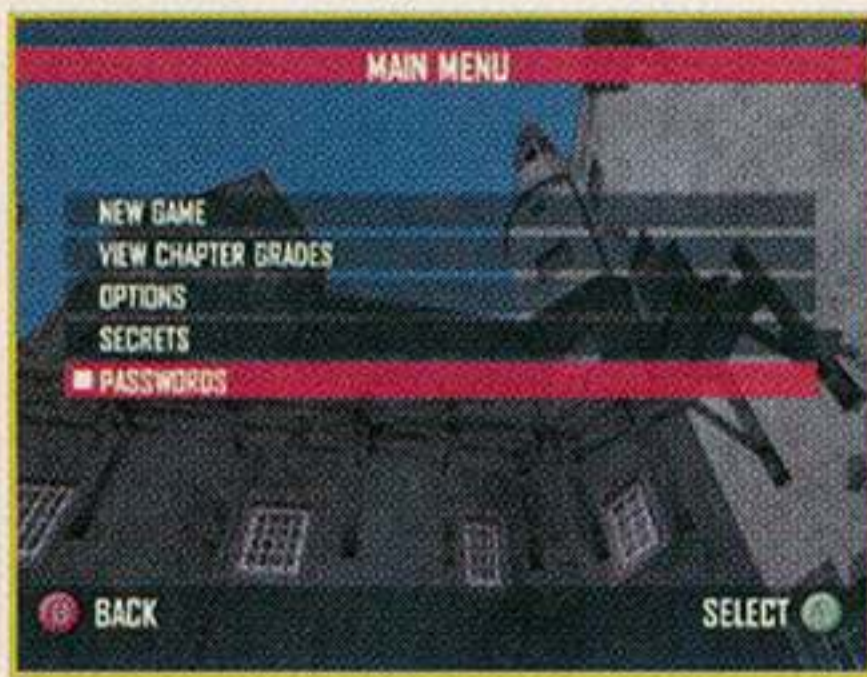 MAIN MENU
NEW GAME
VIEW CHAPTER GRADES
OPTIONS
SECRETS
PASSWORDS
B BACK
SELECT A